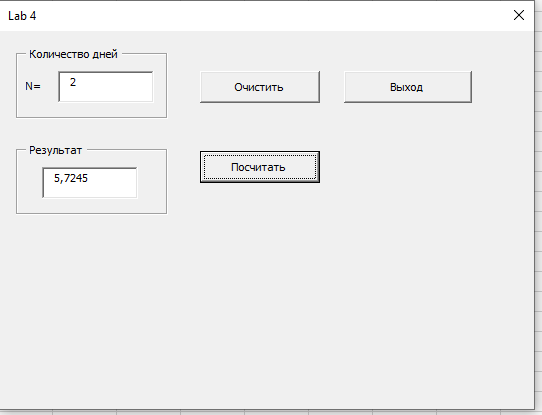 Lab 4
Количество дней
N= 2
Очистить
Выход
Результат
5,7245
Посчитать